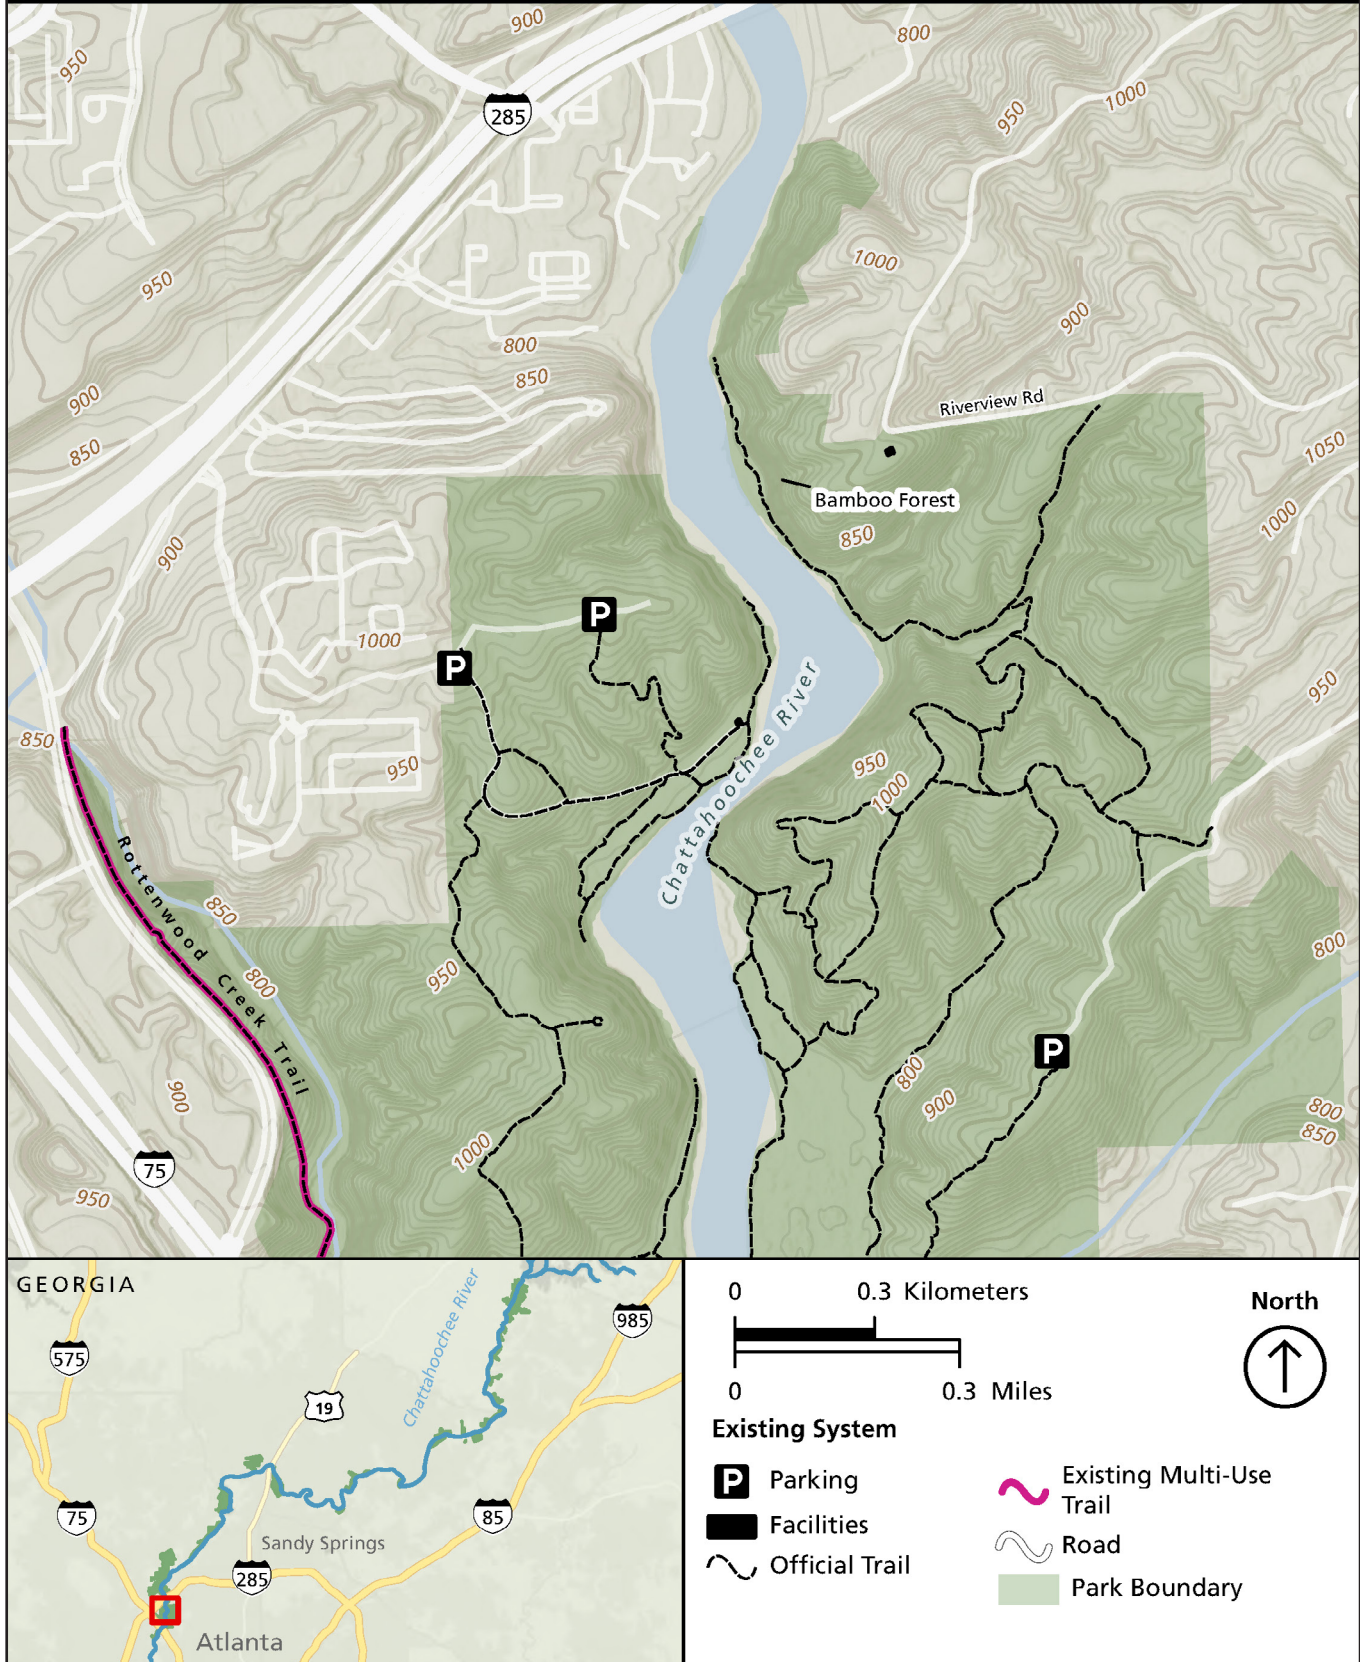 900
800
950
285
950
1000
1000
950
900
800
850
900
850
Riverview Rd
1050
1000
Bamboo Forest
850
900
P
1000
P
950
Chattahoochee River
850
950
950
1000
Rottenwood Creek Trail
850
800
950
800
P
800
900
900
800
850
1000
75
950
GEORGIA
Chattahoochee River
985
575
19
75
85
Sandy Springs
285
Atlanta
0 0.3 Kilometers
0 0.3 Miles
North
Existing System
P Parking
Facilities
Official Trail
Existing Multi-Use
Trail
Road
Park Boundary